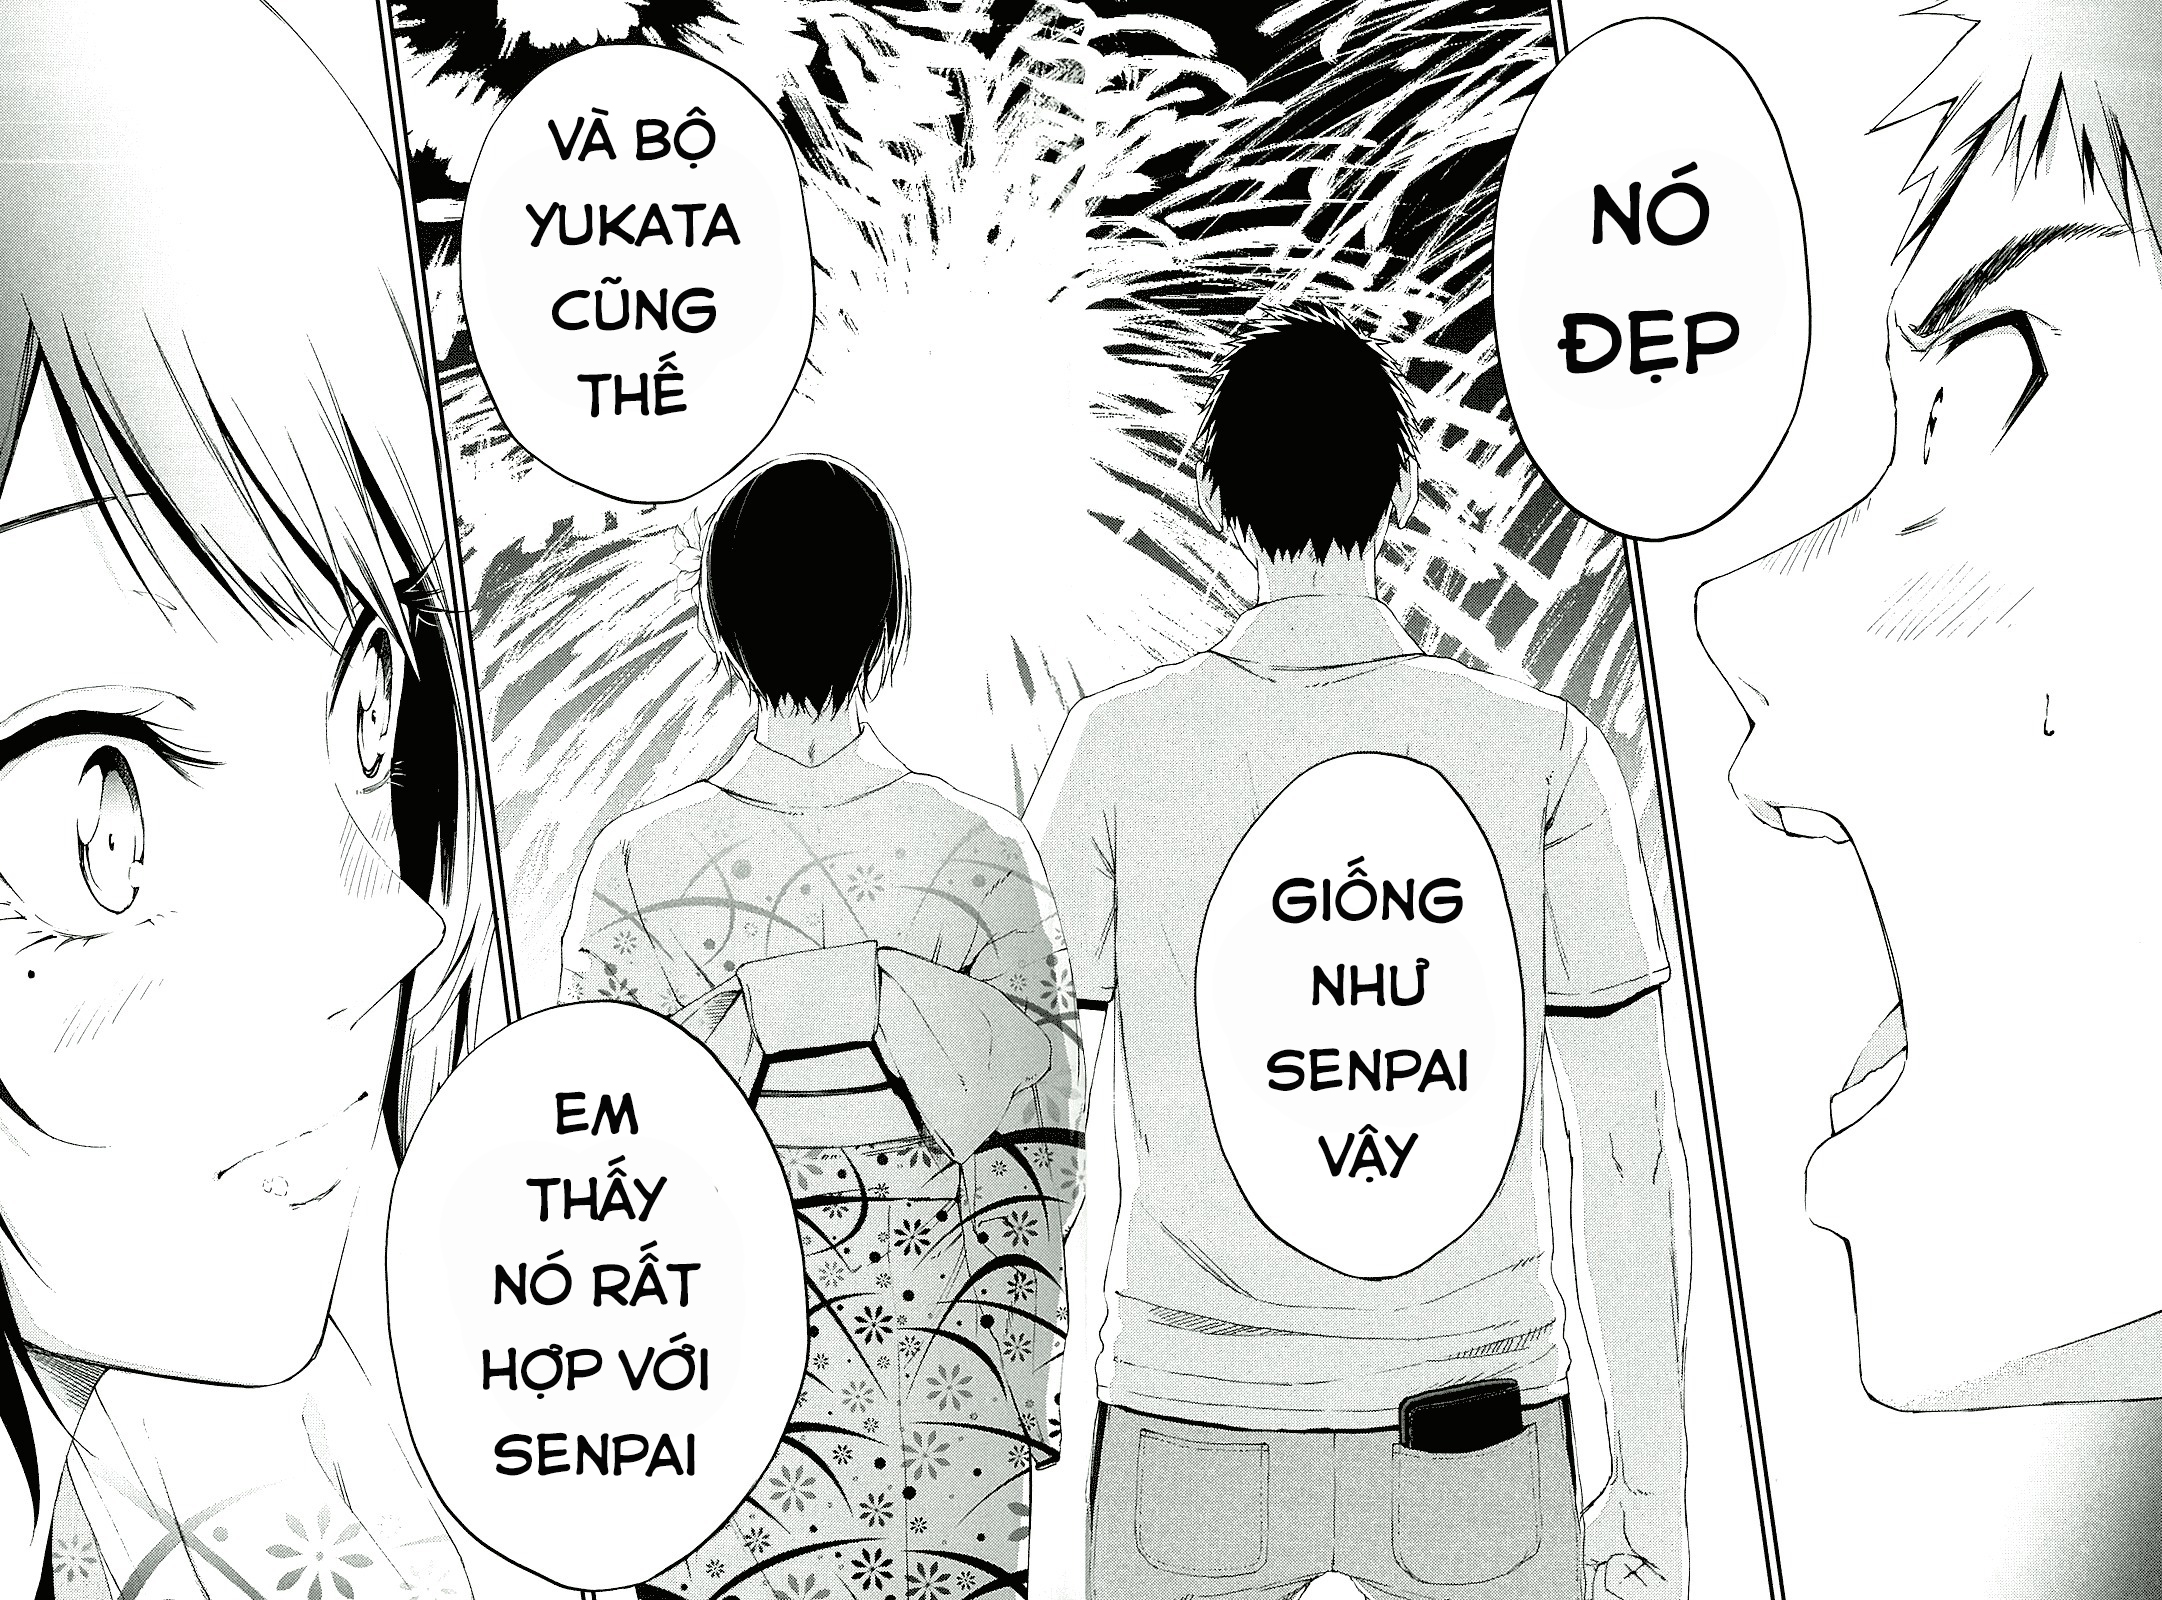 NÓ
ĐẸP
GIỐNG
NHƯ
SENPAI
VẬY
VÀ BỘ
YUKATA
CŨNG
THẾ
EM
THẤY
NÓ RẤT
HỢP VỚI
SENPAI